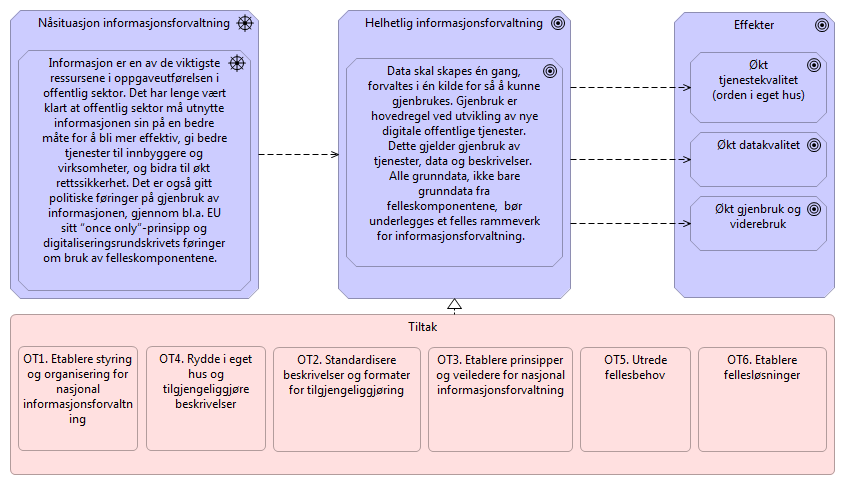 Nåsituasjon informasjonsforvaltning
Informasjon er en av de viktigste
ressursene i oppgaveutførelsen i
offentlig sektor. Det har lenge vært
klart at offentlig sektor må utnytte
informasjonen sin på en bedre
måte for å bli mer effektiv, gi bedre
tjenester til innbyggere og
virksomheter, og bidra til økt
rettssikkerhet. Det er også gitt
politiske føringer på gjenbruk av
informasjonen, gjennom bl.a. EU
sitt "once only"-prinsipp og
digitaliseringsrundskrivets føringer
om bruk av felleskomponentene.
Helhetlig informasjonsforvaltning
Data skal skapes én gang,
forvaltes i én kilde for så å kunne
gjenbrukes. Gjenbruk er
hovedregel ved utvikling av nye
digitale offentlige tjenester.
Dette gjelder gjenbruk av
tjenester, data og beskrivelser.
Alle grunndata, ikke bare
grunndata fra
felleskomponentene, bør
underlegges et felles rammeverk
for informasjonsforvaltning.
Effekter
Økt
tjenestekvalitet
(orden i eget hus)
Økt datakvalitet
Økt gjenbruk og
viderebruk
Tiltak
OT1. Etablere styring
og organisering for
nasjonal
informasjonsforvaltn
ing
OT4. Rydde i eget
hus og
tilgjengeliggjøre
beskrivelser
OT2. Standardisere
beskrivelser og formater
for tilgjengeliggjøring
OT3. Etablere prinsipper
og veiledere for nasjonal
informasjonsforvaltning
OT5. Utrede
fellesbehov
OT6. Etablere
fellesløsninger